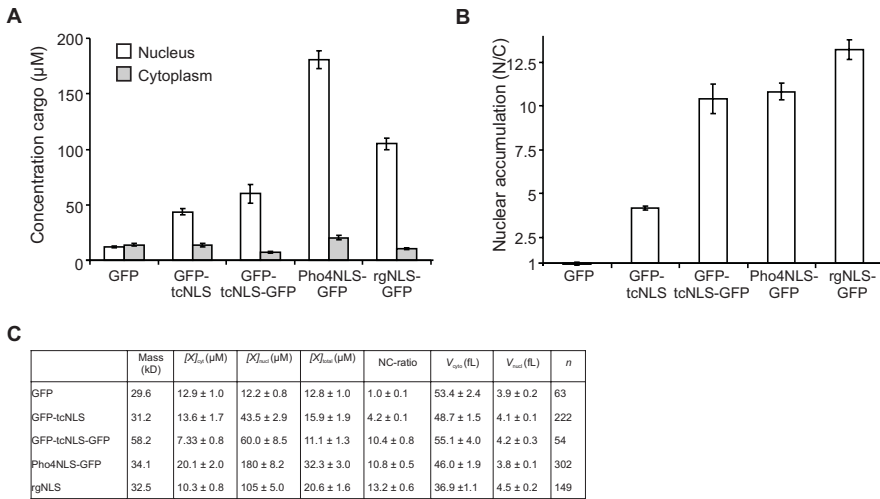 A
Concentration cargo (μM)
200
150
100
50
0
Nucleus
Cytoplasm
GFP
GFP-
tcNLS
GFP-
tcNLS-GFP
Pho4NLS-
GFP
rgNLS-
GFP
B
Nuclear accumulation (N/C)
12.5
10
7.5
5
2.5
1
GFP
GFP-
tcNLS
GFP-
tcNLS-GFP
Pho4NLS-
GFP
rgNLS-
GFP
C
Mass (kD) [X]cyt (μM) [X]nucl (μM) [X]total (μM) NC-ratio Vcyto (fL) Vnucl (fL) n
GFP 29.6 12.9 ± 1.0 12.2 ± 0.8 12.8 ± 1.0 1.0 ± 0.1 53.4 ± 2.4 3.9 ± 0.2 63
GFP-tcNLS 31.2 13.6 ± 1.7 43.5 ± 2.9 15.9 ± 1.9 4.2 ± 0.1 48.7 ± 1.5 4.1 ± 0.1 222
GFP-tcNLS-GFP 58.2 7.33 ± 0.8 60.0 ± 8.5 11.1 ± 1.3 10.4 ± 0.8 55.1 ± 4.0 4.2 ± 0.3 54
Pho4NLS-GFP 34.1 20.1 ± 2.0 180 ± 8.2 32.3 ± 3.0 10.8 ± 0.5 46.0 ± 1.9 3.8 ± 0.1 302
rgNLS 32.5 10.3 ± 0.8 105 ± 5.0 20.6 ± 1.6 13.2 ± 0.6 36.9 ±1.1 4.5 ± 0.2 149